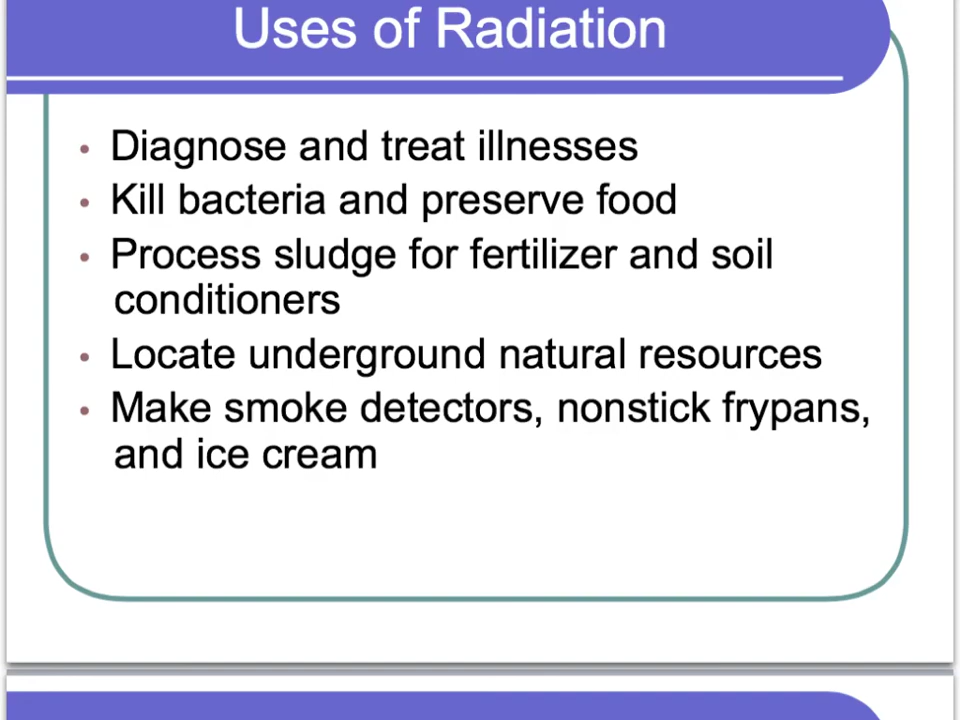 Uses of Radiation
• Diagnose and treat illnesses
• Kill bacteria and preserve food
• Process sludge for fertilizer and soil
conditioners
• Locate underground natural resources
• Make smoke detectors, nonstick frypans,
and ice cream